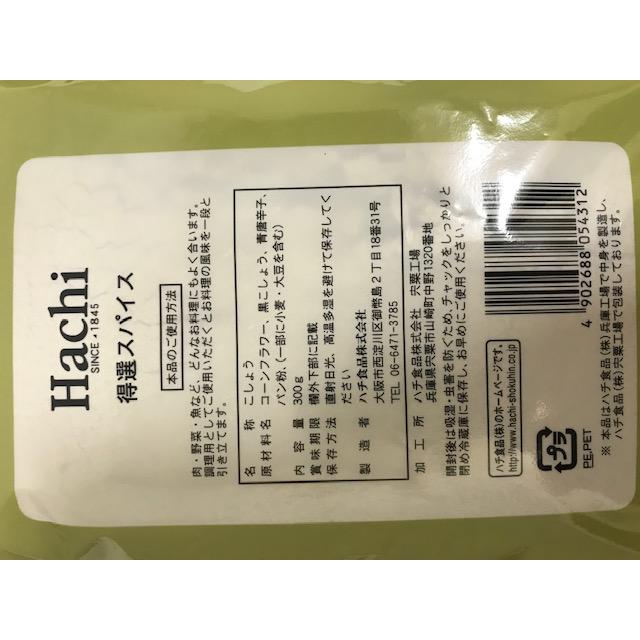 Hachi
SINCE・1845
得選スパイス
本品のご使用方法
肉・野菜・魚など、どんなお料理にもよく合います。
調理用としてご使用いただくとお料理の風味を一段と
引き立てます。
名称 こしょう
原材料名 コーンフラワー、黒こしょう、青唐辛子、
パン粉、(一部に小麦・大豆を含む)
内容量 300g
賞味期限 欄外下部に記載
保存方法 直射日光、高温多湿を避けて保存してく
ださい
製造者 ハチ食品株式会社
大阪市西淀川区御幣島2丁目18番31号
TEL 06-6471-3785
加工所 ハチ食品株式会社 宍粟工場
兵庫県宍粟市山崎町中野1320番地
開封後は吸湿・虫害を防ぐため、チャックをしっかりと
閉め冷蔵庫に保存し、お早めにご使用ください。
ハチ食品(株)のホームページです。
http://www.hachi-shokuhin.co.jp
プラ
PE,PET
4 902688 054312
※ 本品はハチ食品(株)兵庫工場で中身を製造し、
ハチ食品(株)宍粟工場で包装しております。